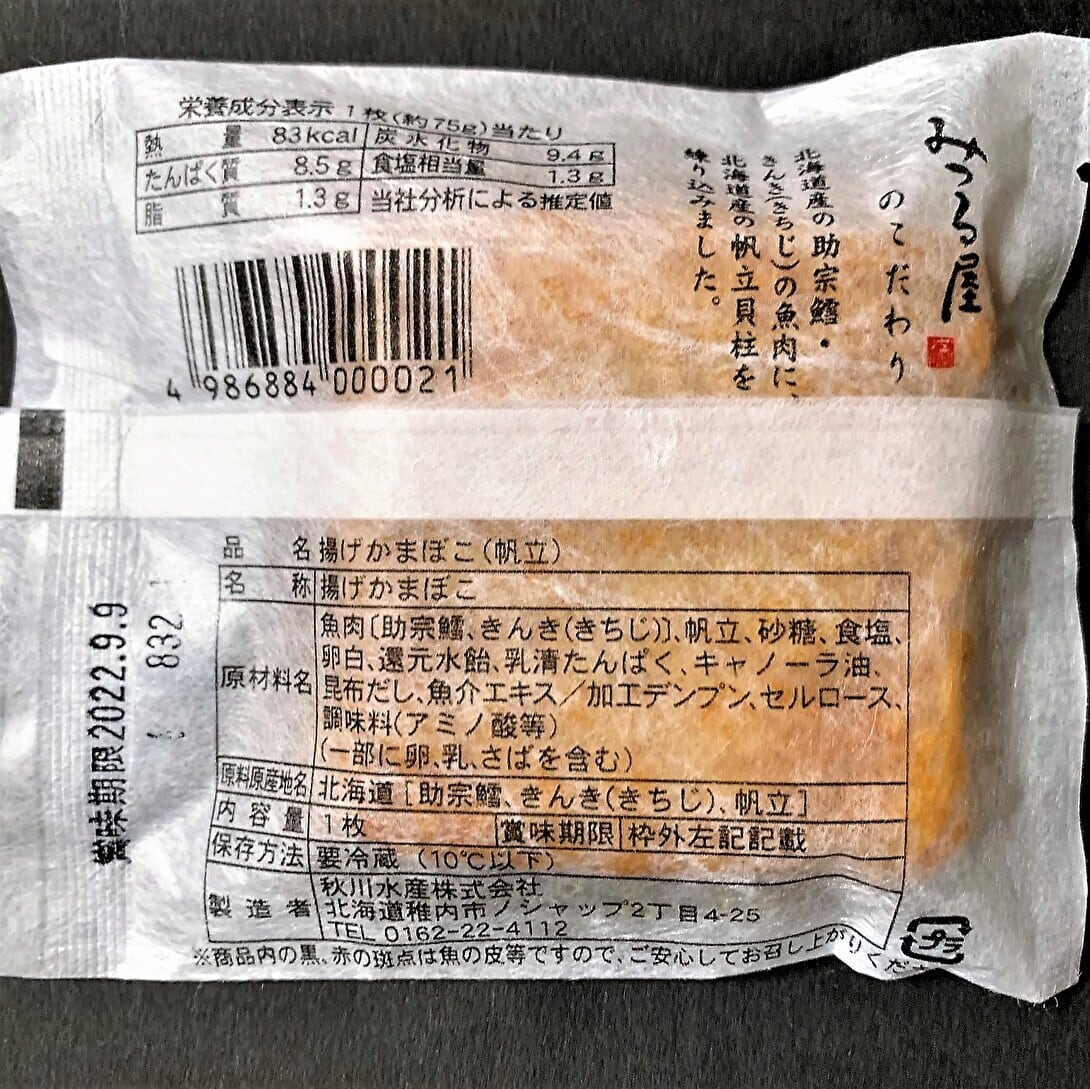 栄養成分表示 1枚(約75g)当たり
熱量 83kcal 炭水化物 9.4g
たんぱく質 8.5g 食塩相当量 1.3g
脂質 1.3g 当社分析による推定値
4 986884 000021
みつる屋
のこだわり
北海道産の助宗鱈・
きんき(きちじ)の魚肉に、
北海道産の帆立貝柱を
練り込みました。
品名 揚げかまぼこ(帆立)
名称 揚げかまぼこ
原材料名 魚肉〔助宗鱈、きんき(きちじ)〕、帆立、砂糖、食塩、
卵白、還元水飴、乳清たんぱく、キャノーラ油、
昆布だし、魚介エキス/加工デンプン、セルロース、
調味料(アミノ酸等)
(一部に卵、乳、さばを含む)
原料原産地名 北海道[助宗鱈、きんき(きちじ)、帆立]
内容量 1枚 賞味期限 枠外左記記載
保存方法 要冷蔵(10℃以下)
製造者 秋川水産株式会社
北海道稚内市ノシャップ2丁目4-25
TEL 0162-22-4112
※商品内の黒、赤の斑点は魚の皮等ですので、ご安心してお召し上がりくだ
賞味期限2022.9.9
832
プラ